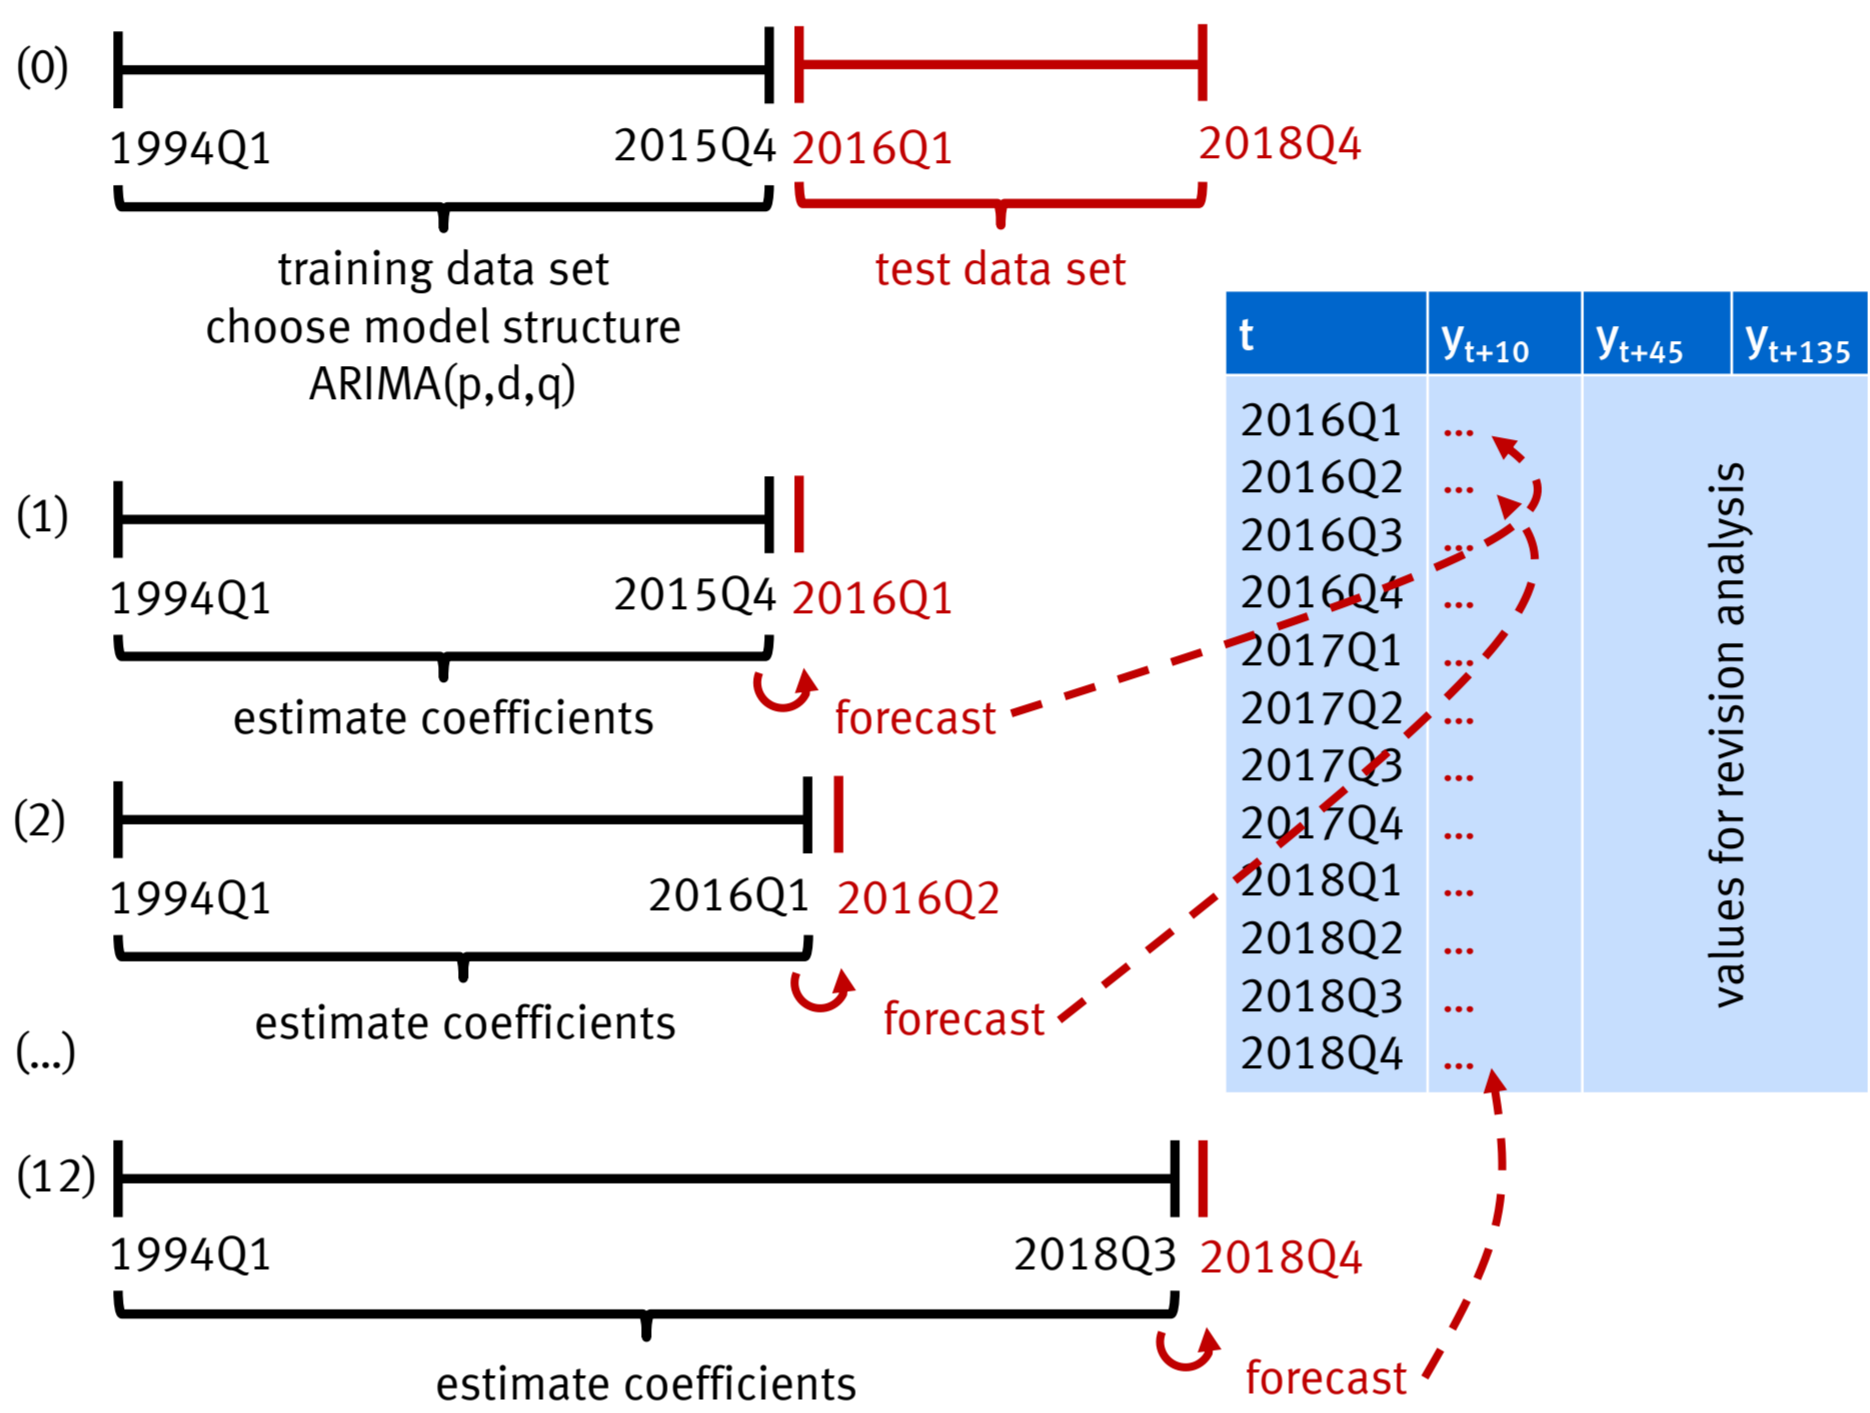 (0)
1994Q1 2015Q4 2016Q1 2018Q4
training data set
choose model structure
ARIMA(p,d,q)
test data set
(1)
1994Q1 2015Q4 2016Q1
estimate coefficients
forecast
(2)
1994Q1 2016Q1 2016Q2
estimate coefficients
forecast
(...)
(12)
1994Q1 2018Q3 2018Q4
estimate coefficients
forecast
t yt+10 yt+45 yt+135
2016Q1 ...
2016Q2 ...
2016Q3 ...
2016Q4 ...
2017Q1 ...
2017Q2 ...
2017Q3 ...
2017Q4 ...
2018Q1 ...
2018Q2 ...
2018Q3 ...
2018Q4 ...
values for revision analysis